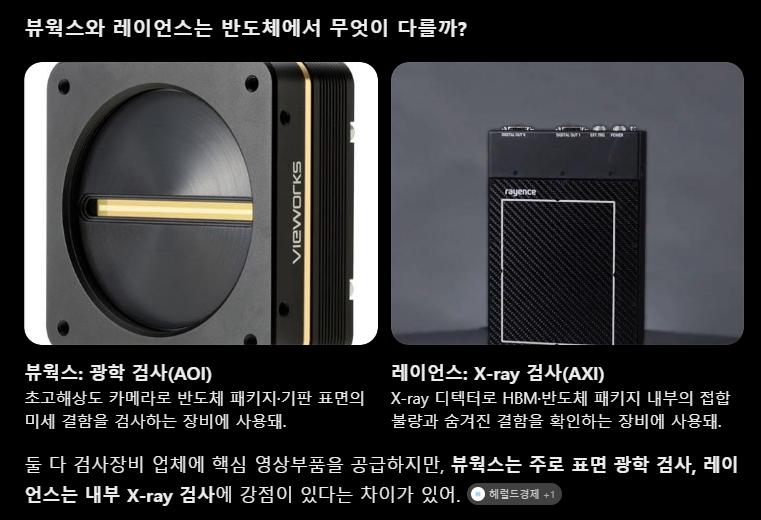 뷰웍스와 레이언스는 반도체에서 무엇이 다를까?
VIEWORKS
DIGITAL OUT 1
EXT. TRG
POWER
rayence
뷰웍스: 광학 검사(AOI)
초고해상도 카메라로 반도체 패키지·기판 표면의
미세 결함을 검사하는 장비에 사용돼.
레이언스: X-ray 검사(AXI)
X-ray 디텍터로 HBM·반도체 패키지 내부의 접합
불량과 숨겨진 결함을 확인하는 장비에 사용돼.
둘 다 검사장비 업체에 핵심 영상부품을 공급하지만, 뷰웍스는 주로 표면 광학 검사, 레이
언스는 내부 X-ray 검사에 강점이 있다는 차이가 있어. 헤럴드경제 +1